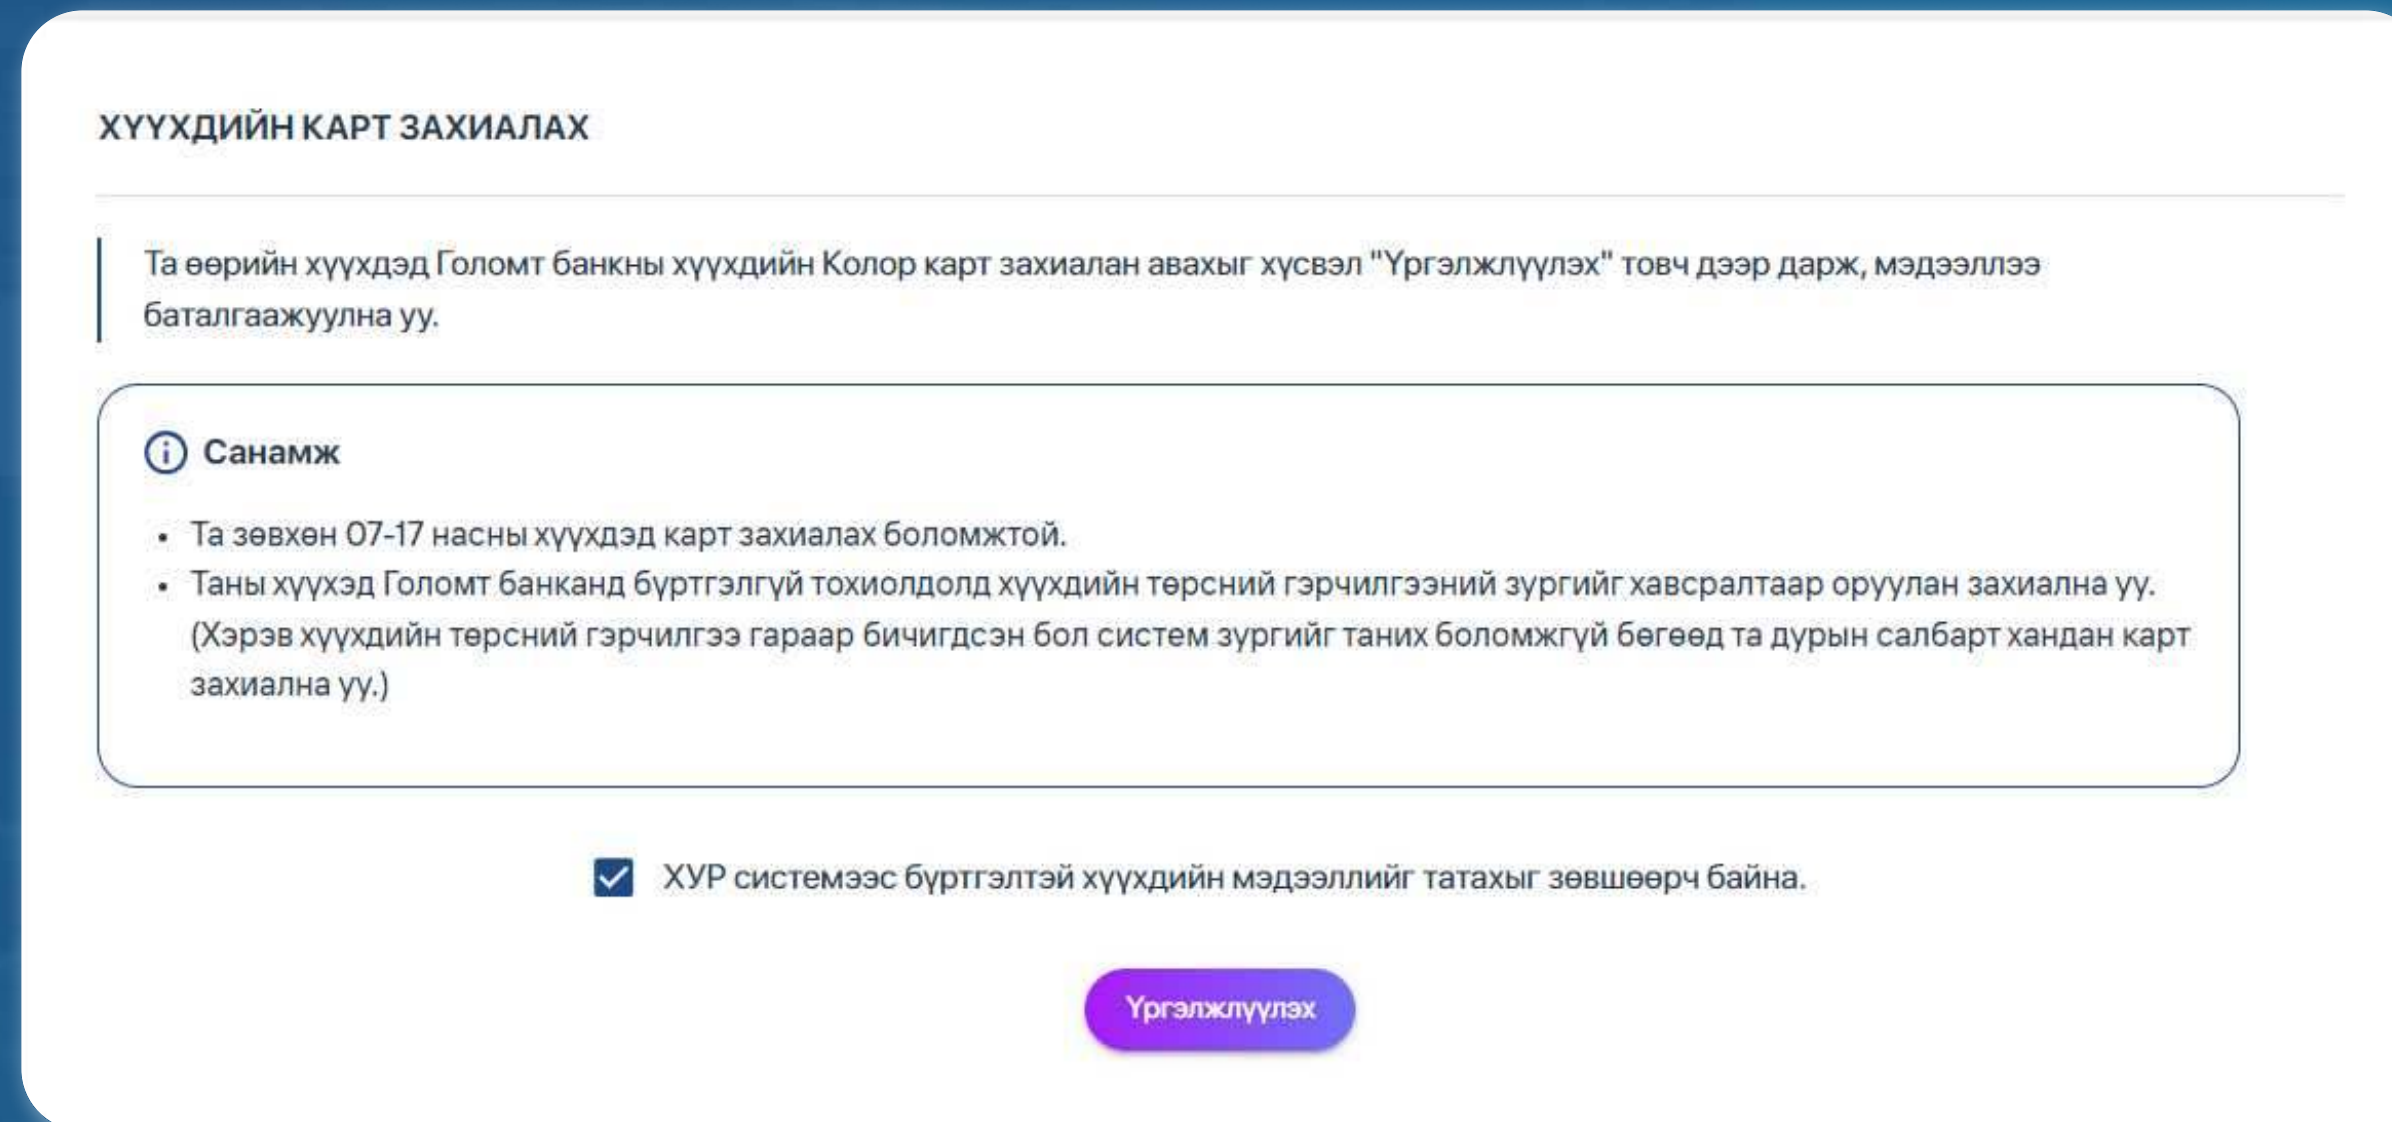 ХҮҮХДИЙН КАРТ ЗАХИАЛАХ
Та өөрийн хүүхдэд Голомт банкны хүүхдийн Колор карт захиалан авахыг хүсвэл "Үргэлжлүүлэх" товч дээр дарж, мэдээллээ
баталгаажуулна уу.
Санамж
• Та зөвхөн 07-17 насны хүүхдэд карт захиалах боломжтой.
• Таны хүүхэд Голомт банканд бүртгэлгүй тохиолдолд хүүхдийн төрсний гэрчилгээний зургийг хавсралтаар оруулан захиална уу.
(Хэрэв хүүхдийн төрсний гэрчилгээ гараар бичигдсэн бол систем зургийг таних боломжгүй бөгөөд та дурын салбарт хандан карт
захиална уу.)
ХУР системээс бүртгэлтэй хүүхдийн мэдээллийг татахыг зөвшөөрч байна.
Үргэлжлүүлэх